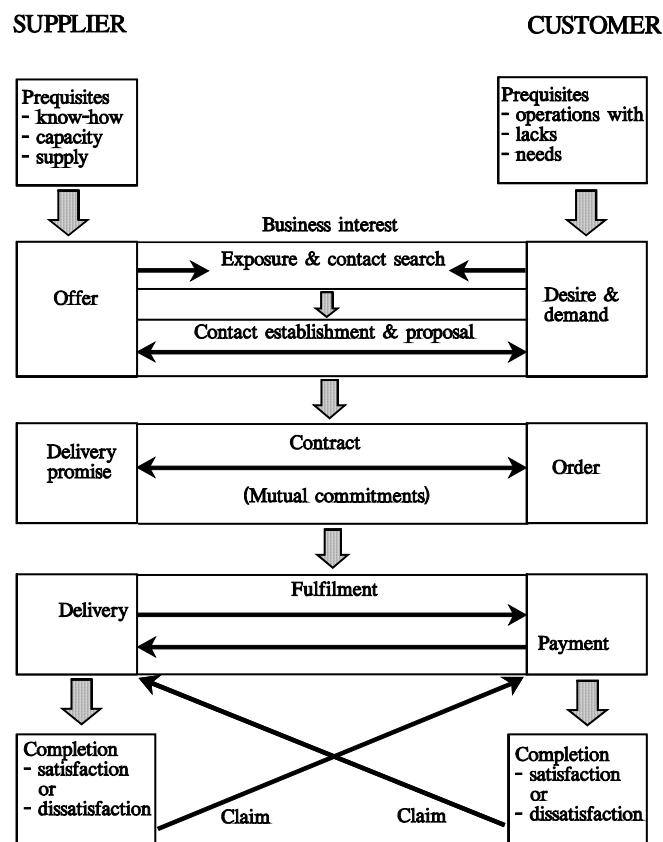 SUPPLIER
CUSTOMER
Prequisites
- know-how
- capacity
- supply
Prequisites
- operations with
- lacks
- needs
Business interest
Exposure & contact search
Offer
Desire &
demand
Contact establishment & proposal
Delivery
promise
Contract
(Mutual commitments)
Order
Fulfilment
Delivery
Payment
Completion
- satisfaction
or
- dissatisfaction
Completion
- satisfaction
or
- dissatisfaction
Claim
Claim